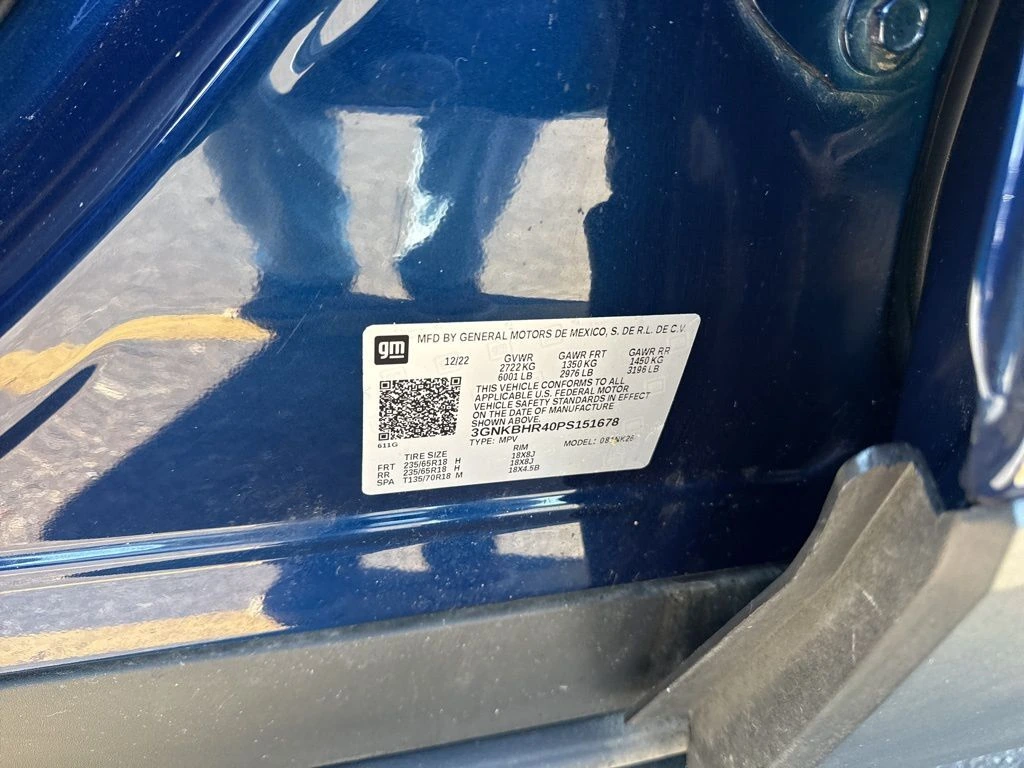 gm MFD BY GENERAL MOTORS DE MEXICO, S. DE R.L. DE C.V.
12/22 GVWR GAWR FRT GAWR RR
2722 KG 1350 KG 1450 KG
6001 LB 2976 LB 3196 LB
THIS VEHICLE CONFORMS TO ALL
APPLICABLE U.S. FEDERAL MOTOR
VEHICLE SAFETY STANDARDS IN EFFECT
ON THE DATE OF MANUFACTURE
SHOWN ABOVE.
611G
3GNKBHR40PS151678
TYPE: MPV MODEL:
TIRE SIZE RIM
FRT 235/65R18 H 18X8J
RR 235/65R18 H 18X8J
SPA T135/70R18 M 18X4.5B